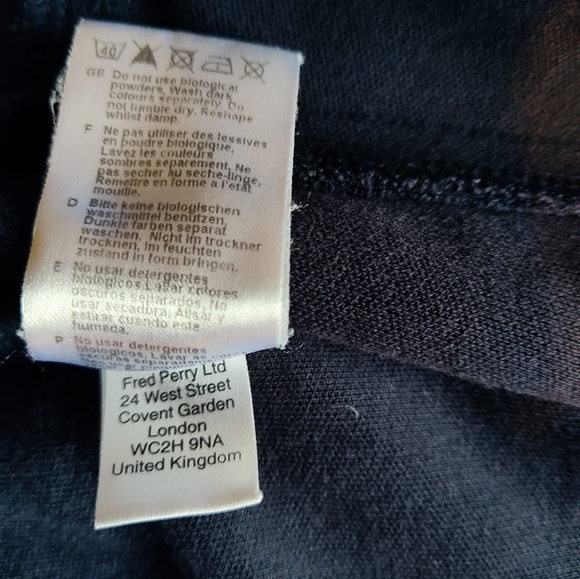 40
GB Do not use biological
powders, Wash dark
colours separately. Do
not tumble dry. Reshape
whilst damp.
F Ne pas utiliser des lessives
en poudre biologique,
Lavez les couleurs
sombres separement, Ne
pas secher au seche-linge,
Remettre en forme a l'etat
mouille.
D Bitte keine biologischen
waschmittel benutzen,
Dunkle farben separat
waschen. Nicht im trockner
trocknen, Im feuchten
zustand in form bringen,
E No usar detergentes
biologicos Lavar colores
oscuros separados, No
usar secadora, Alisar y
estirar cuando este
humeda.
P No usar detergentes
biologicos, Lavar as
escuras
Fred Perry Ltd
24 West Street
Covent Garden
London
WC2H 9NA
United Kingdom